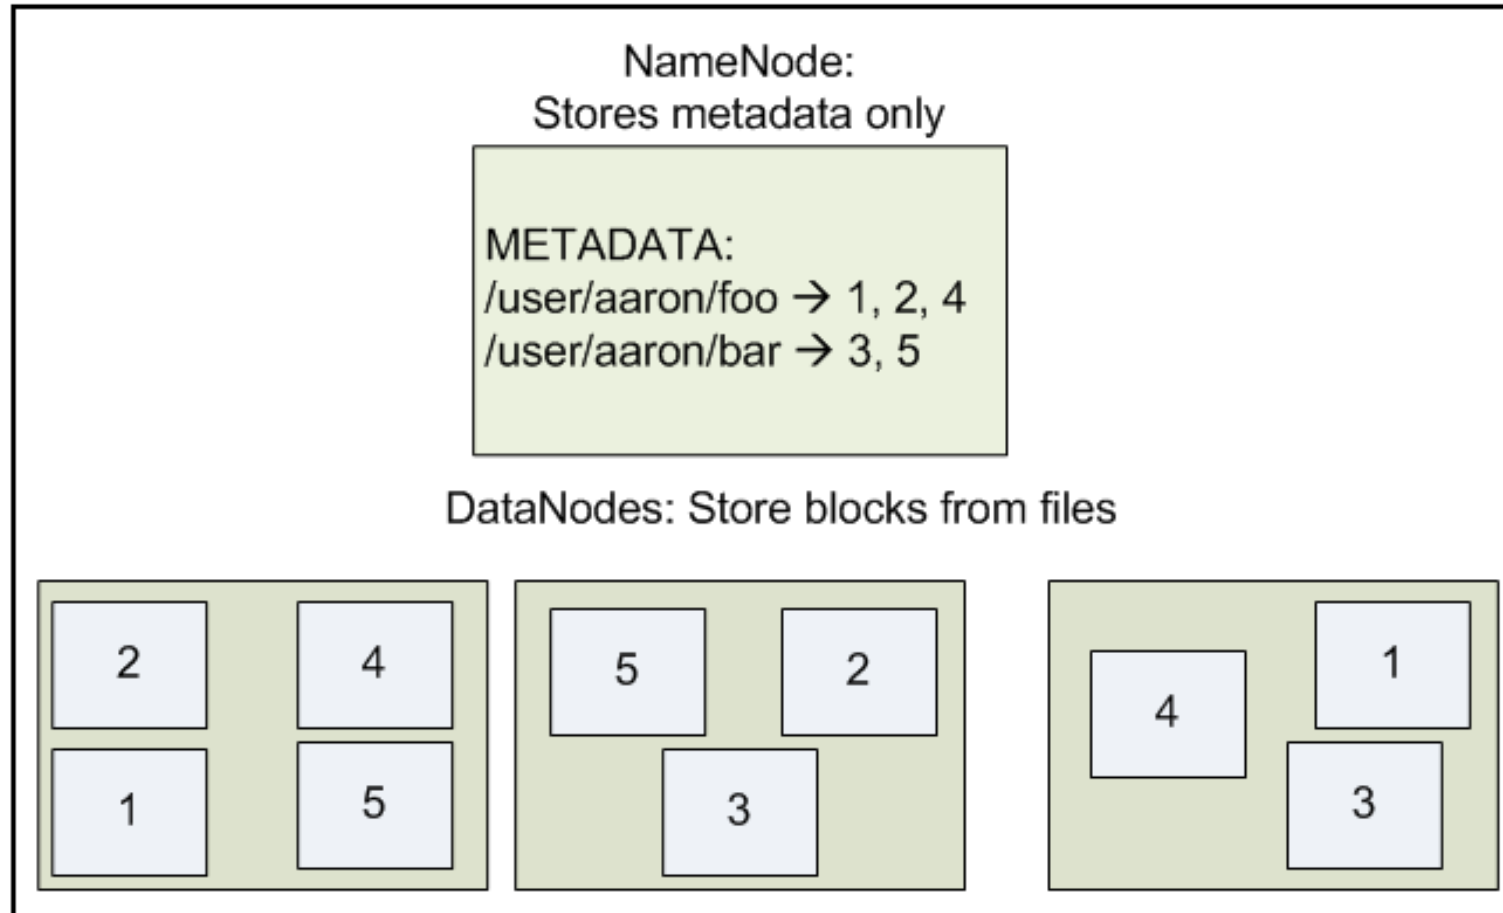 NameNode:
Stores metadata only
METADATA:
/user/aaron/foo → 1, 2, 4
/user/aaron/bar → 3, 5
DataNodes: Store blocks from files
2
4
1
5
5
2
3
4
1
3